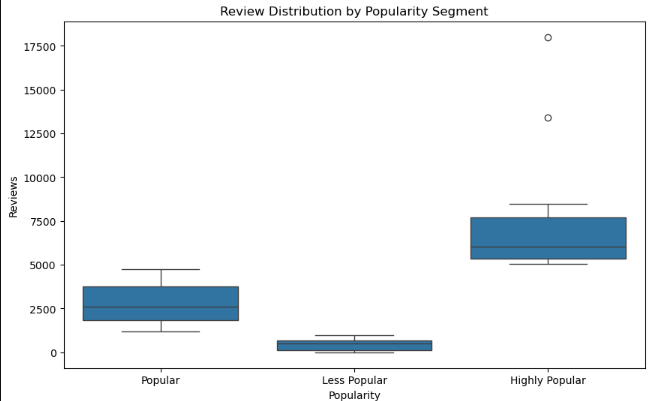 Review Distribution by Popularity Segment
17500
15000
12500
10000
7500
5000
2500
0
Reviews
Popular
Less Popular
Highly Popular
Popularity